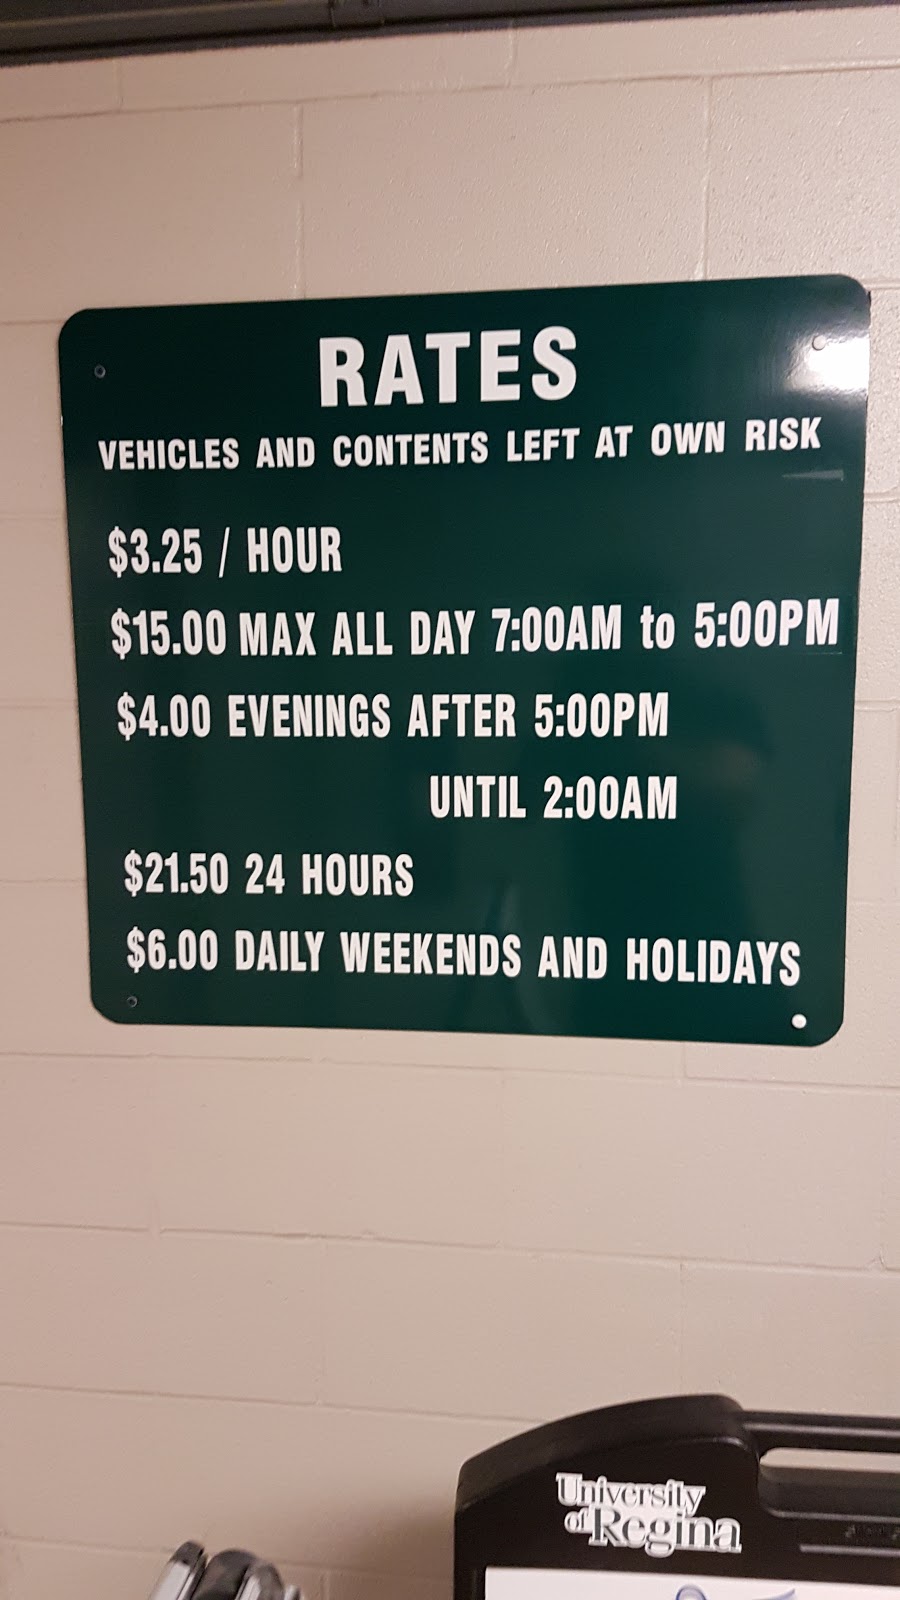 RATES
VEHICLES AND CONTENTS LEFT AT OWN RISK
$3.25 / HOUR
$15.00 MAX ALL DAY 7:00AM to 5:00PM
$4.00 EVENINGS AFTER 5:00PM
UNTIL 2:00AM
$21.50 24 HOURS
$6.00 DAILY WEEKENDS AND HOLIDAYS
University
of Regina